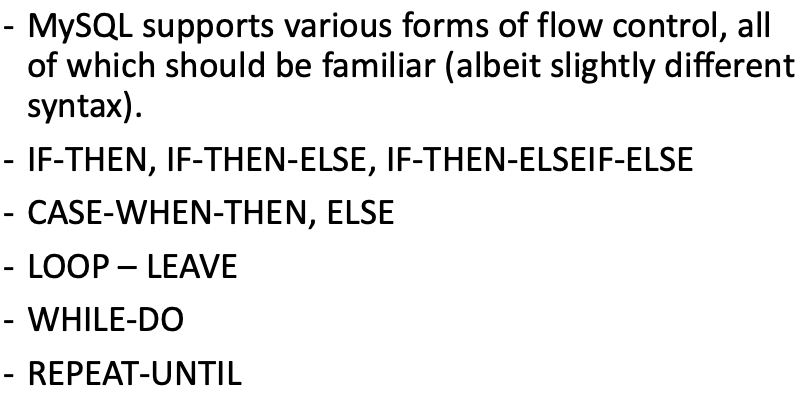 - MySQL supports various forms of flow control, all
of which should be familiar (albeit slightly different
syntax).
- IF-THEN, IF-THEN-ELSE, IF-THEN-ELSEIF-ELSE
- CASE-WHEN-THEN, ELSE
- LOOP – LEAVE
- WHILE-DO
- REPEAT-UNTIL